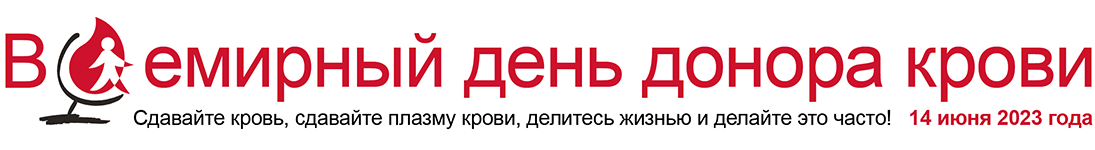 Всемирный день донора крови
Сдавайте кровь, сдавайте плазму крови, делитесь жизнью и делайте это часто! 14 июня 2023 года